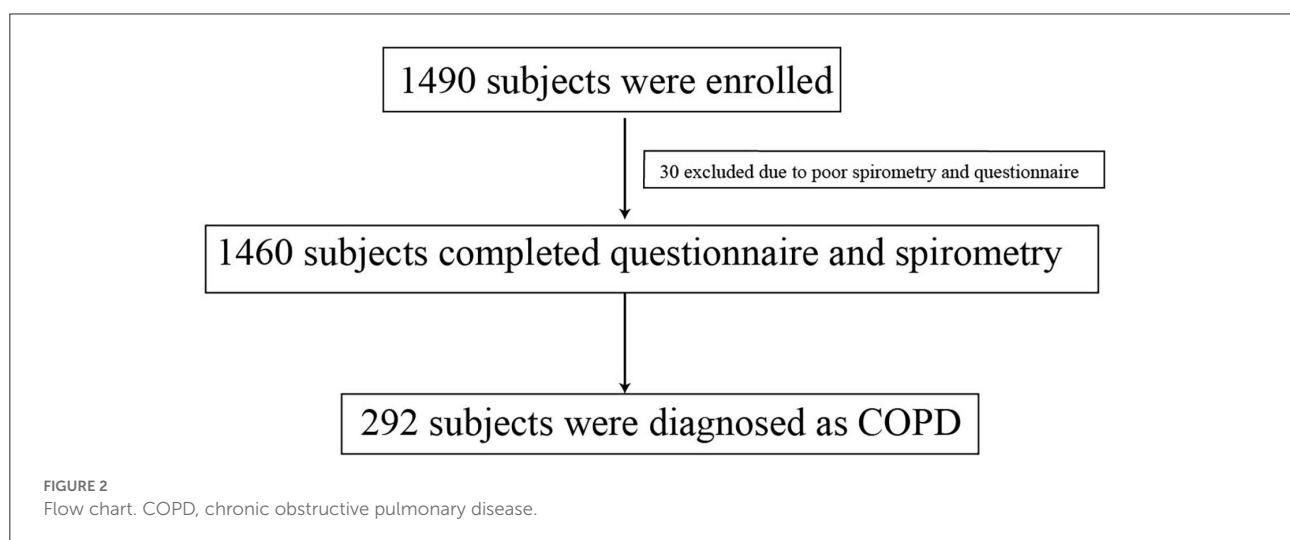 1490 subjects were enrolled
30 excluded due to poor spirometry and questionnaire
1460 subjects completed questionnaire and spirometry
292 subjects were diagnosed as COPD
FIGURE 2
Flow chart. COPD, chronic obstructive pulmonary disease.